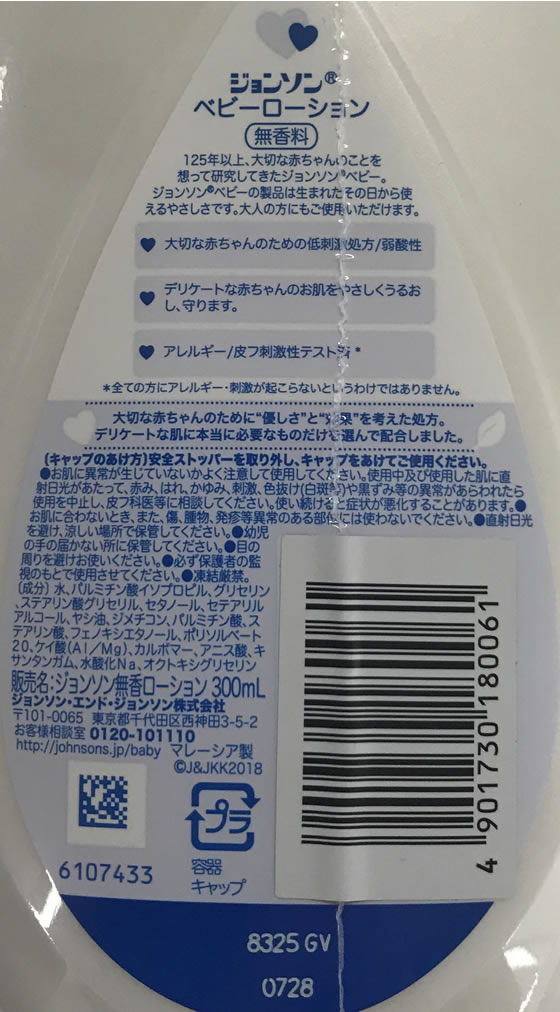 ジョンソン®
ベビーローション
無香料
125年以上、大切な赤ちゃんのことを
想って研究してきたジョンソン®ベビー。
ジョンソン®ベビーの製品は生まれたその日から使
えるやさしさです。大人の方にもご使用いただけます。
大切な赤ちゃんのための低刺激処方/弱酸性
デリケートな赤ちゃんのお肌をやさしくうるお
し、守ります。
アレルギー/皮フ刺激性テスト済*
*全ての方にアレルギー・刺激が起こらないというわけではありません。
大切な赤ちゃんのために“優しさ”と“効果”を考えた処方。
デリケートな肌に本当に必要なものだけを選んで配合しました。
(キャップのあけ方)安全ストッパーを取り外し、キャップをあけてご使用ください。
●お肌に異常が生じていないかよく注意して使用してください。使用中及び使用した肌に直
射日光があたって、赤み、はれ、かゆみ、刺激、色抜け(白斑等)や黒ずみ等の異常があらわれたら
使用を中止し、皮フ科医等に相談してください。使い続けると症状が悪化することがあります。●
お肌に合わないとき、また、傷、腫物、発疹等異常のある部位には使わないでください。●直射日光
を避け、涼しい場所で保管してください。●幼児
の手の届かない所に保管してください。●目の
周りを避けお使いください。●必ず保護者の監
視のもとで使用させてください。●凍結厳禁。
(成分) 水、パルミチン酸イソプロピル、グリセリン
、ステアリン酸グリセリル、セタノール、セテアリル
アルコール、ヤシ油、ジメチコン、パルミチン酸、ス
テアリン酸、フェノキシエタノール、ポリソルベート
20、ケイ酸(Al/Mg)、カルボマー、アニス酸、キ
サンタンガム、水酸化Na、オクトキシグリセリン
販売名:ジョンソン無香ローション 300mL
ジョンソン・エンド・ジョンソン株式会社
〒101-0065 東京都千代田区西神田3-5-2
お客様相談室 0120-101110
http://johnsons.jp/baby マレーシア製
©J&JKK2018
プラ
容器
キャップ
6107433
4 901730 180061
8325 GV
0728